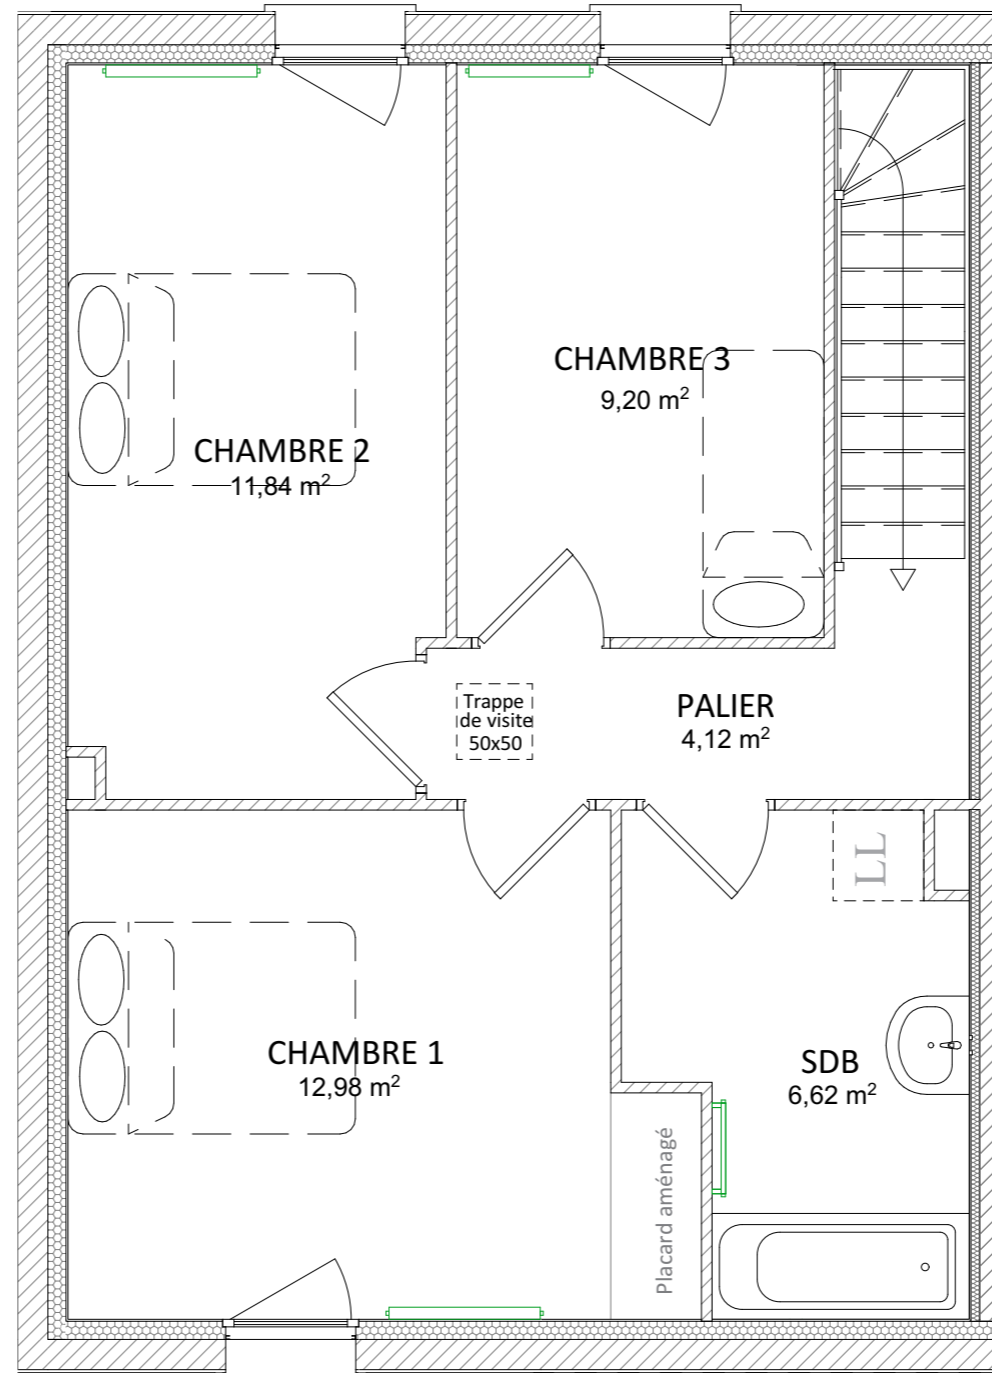 CHAMBRE 3
9,20 m²
CHAMBRE 2
11,84 m²
Trappe
de visite
50x50
PALIER
4,12 m²
LL
CHAMBRE 1
12,98 m²
SDB
6,62 m²
Placard aménagé